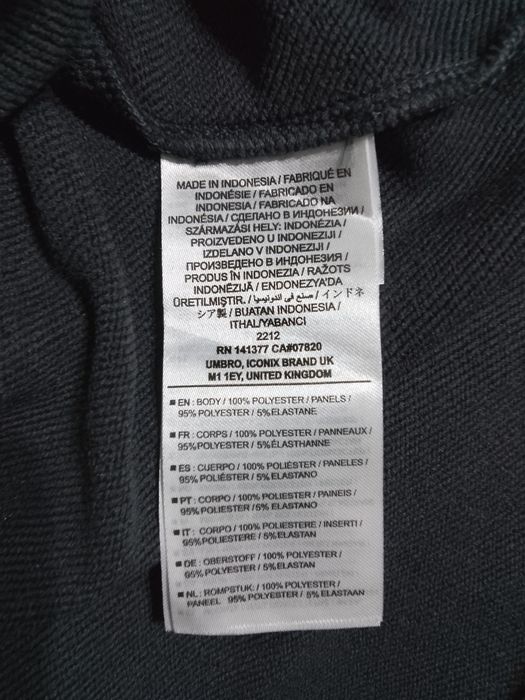 MADE IN INDONESIA / FABRIQUÉ EN
INDONÉSIE / FABRICADO EN
INDONESIA / FABRICADO NA
INDONÉSIA / СДЕЛАНО В ИНДОНЕЗИИ /
SZÁRMAZÁSI HELY: INDONÉZIA /
PROIZVEDENO U INDONEZIJI /
IZDELANO V INDONEZIJI /
ПРОИЗВЕДЕНО В ИНДОНЕЗИЯ /
PRODUS ÎN INDONEZIA / RAŽOTS
INDONĒZIJĀ / ENDONEZYA'DA
ÜRETİLMİŞTİR. / صنع في اندونيسيا / インドネ
シア製 / BUATAN INDONESIA /
ITHAL/YABANCI
2212
RN 141377 CA#07820
UMBRO, ICONIX BRAND UK
M1 1EY, UNITED KINGDOM
■ EN : BODY / 100% POLYESTER / PANELS /
95% POLYESTER / 5% ELASTANE
■ FR : CORPS / 100% POLYESTER / PANNEAUX /
95%POLYESTER / 5%ÉLASTHANNE
■ ES : CUERPO / 100% POLIÉSTER / PANELES /
95% POLIÉSTER / 5% ELASTANO
■ PT : CORPO / 100% POLIÉSTER / PAINEIS /
95% POLIÉSTER / 5% ELASTANO
■ IT : CORPO / 100% POLIESTERE / INSERTI /
95%POLIESTERE / 5% ELASTAN
■ DE : OBERSTOFF / 100% POLYESTER /
95%POLYESTER / 5% ELASTAN
■ NL : ROMPSTUK: / 100% POLYESTER /
PANEEL 95% POLYESTER / 5% ELASTAAN